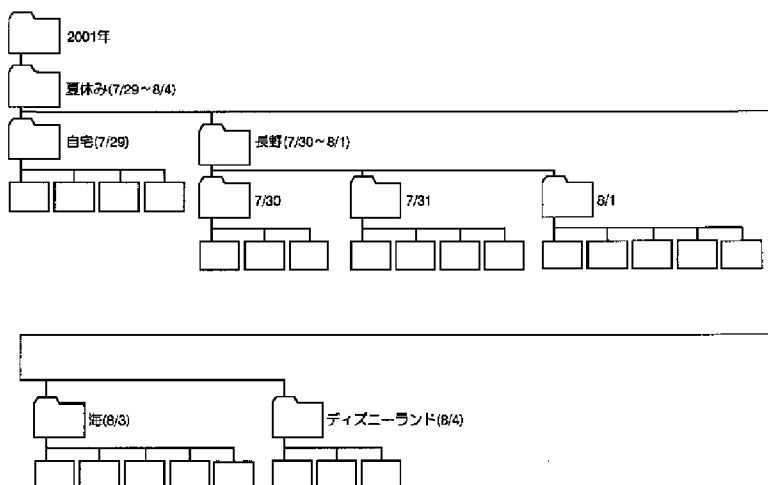 2001年
夏休み(7/29~8/4)
自宅(7/29)
長野(7/30~8/1)
7/30
7/31
8/1
海(8/3)
ディズニーランド(8/4)